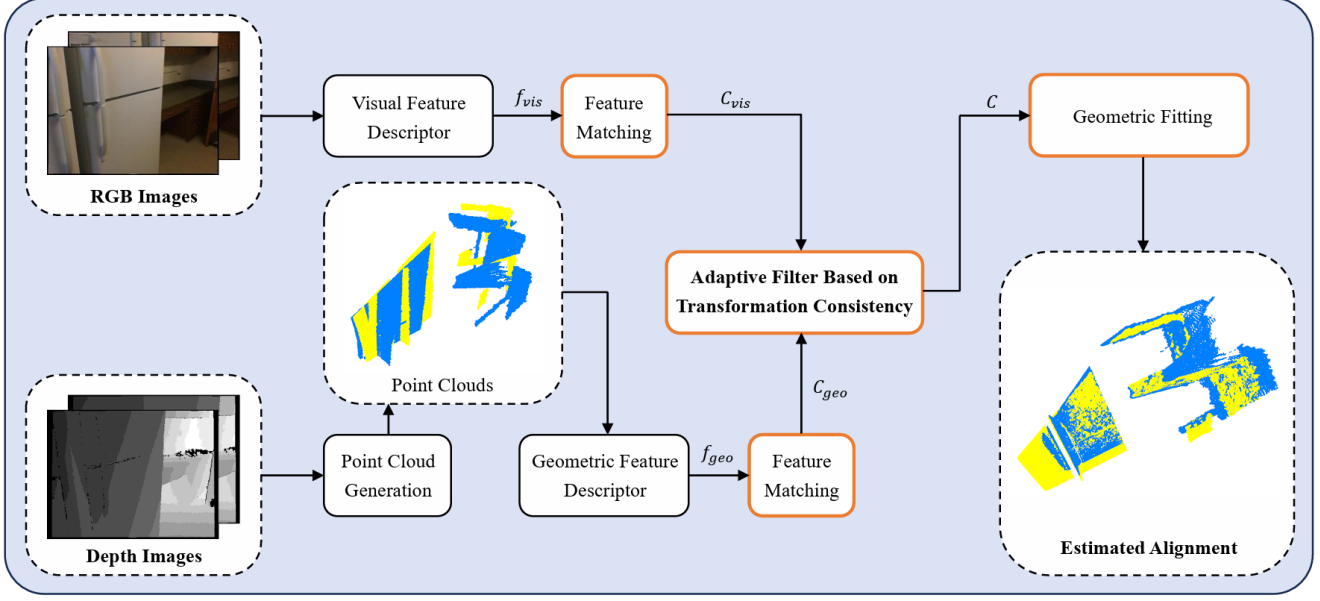 RGB Images
Visual Feature
Descriptor
f_vis
Feature
Matching
C_vis
C
Geometric Fitting
Point Clouds
Adaptive Filter Based on
Transformation Consistency
Depth Images
Point Cloud
Generation
Geometric Feature
Descriptor
f_geo
Feature
Matching
C_geo
Estimated Alignment